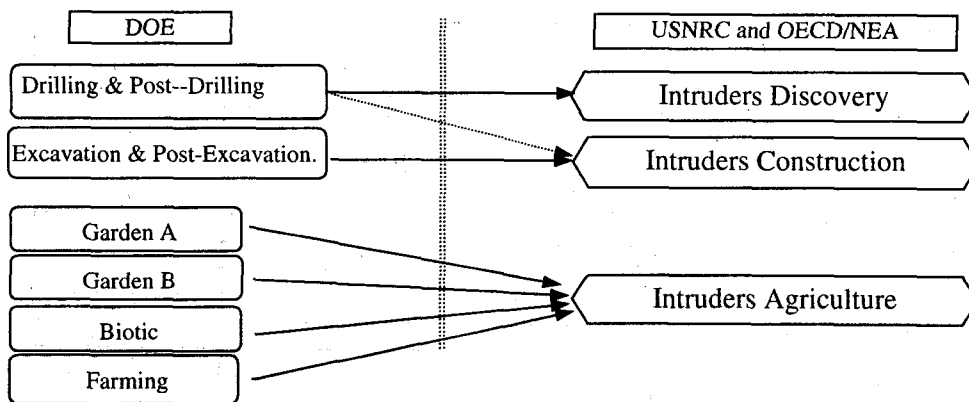 DOE
USNRC and OECD/NEA
Drilling & Post--Drilling
Intruders Discovery
Excavation & Post-Excavation.
Intruders Construction
Garden A
Garden B
Intruders Agriculture
Biotic
Farming